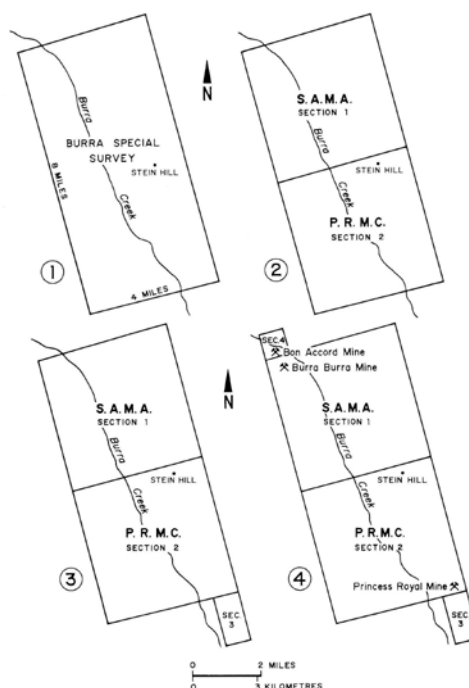 Burra
N
BURRA SPECIAL
SURVEY
STEIN HILL
8 MILES
Creek
4 MILES
1
S.A.M.A.
SECTION 1
Burra
STEIN HILL
Creek
P.R.M.C.
SECTION 2
2
S.A.M.A.
SECTION 1
Burra
STEIN HILL
Creek
P.R.M.C.
SECTION 2
SEC.
3
3
N
SEC.4
Bon Accord Mine
Burra Burra Mine
S.A.M.A.
SECTION 1
Burra
STEIN HILL
Creek
P.R.M.C.
SECTION 2
Princess Royal Mine
SEC.
3
4
0 2 MILES
0 3 KILOMETRES